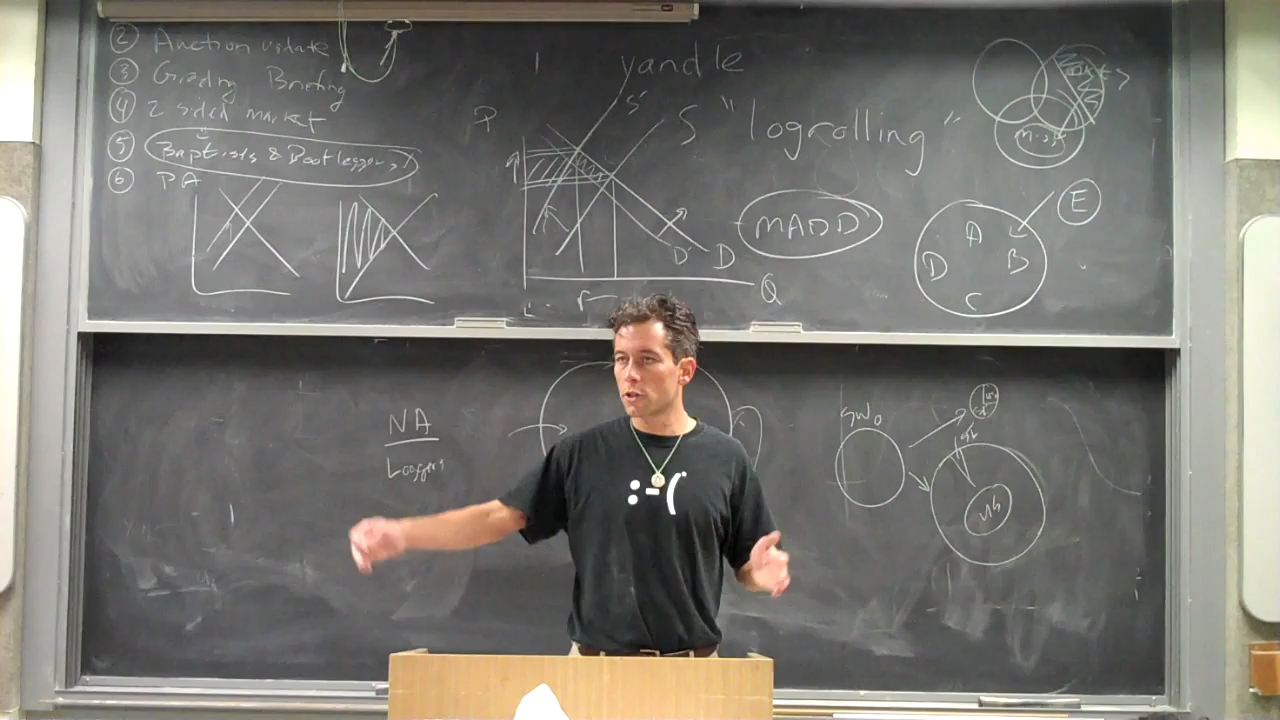 ② Auction update
③ Grading Briefing
④ 2 sided market
⑤ Baptists & Bootleggers
⑥ PA
1 yandle
S "logrolling"
S'
P
D' D
Q
MADD
E
A
D B
C
NA
Loggers
SW0
:-(